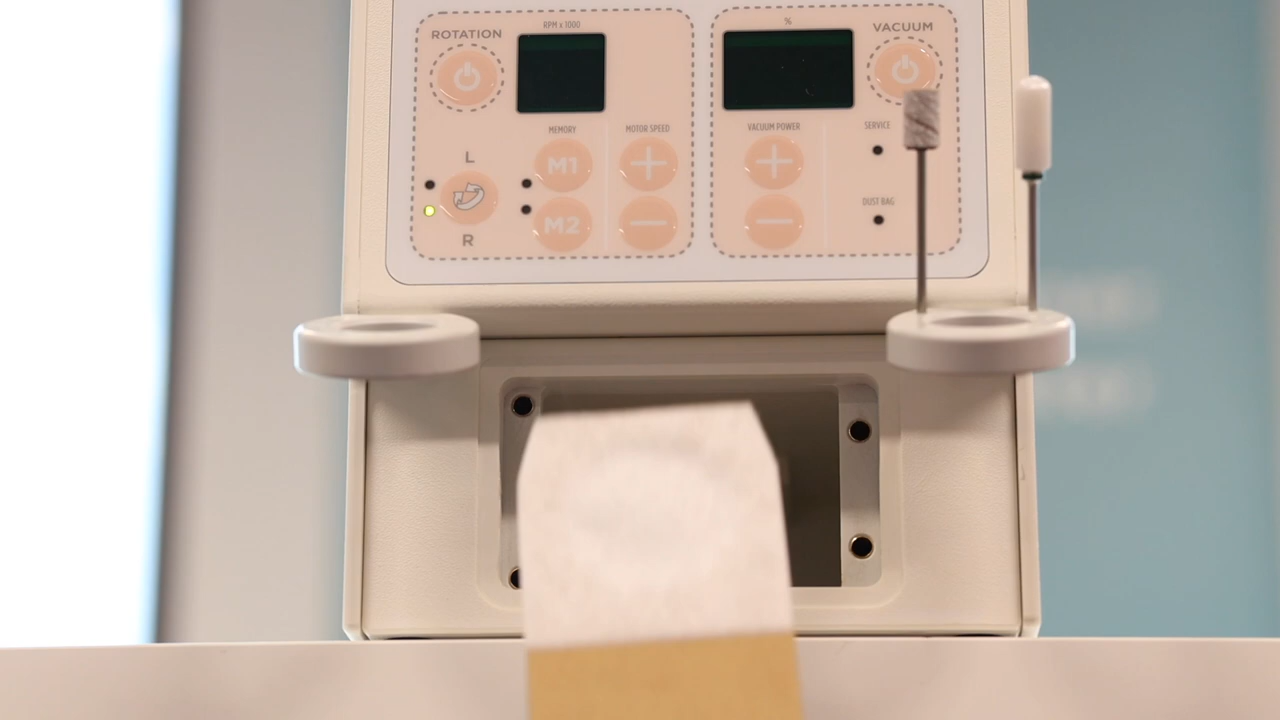 ROTATION
RPM x 1000
L
R
MEMORY
M1
M2
MOTOR SPEED
%
VACUUM
VACUUM POWER
SERVICE
DUST BAG